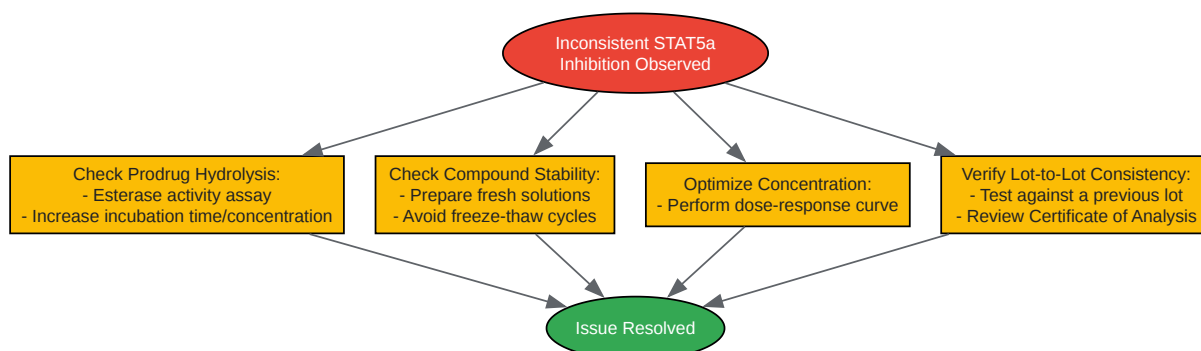 Inconsistent STAT5a
Inhibition Observed
Check Prodrug Hydrolysis:
- Esterase activity assay
- Increase incubation time/concentration
Check Compound Stability:
- Prepare fresh solutions
- Avoid freeze-thaw cycles
Optimize Concentration:
- Perform dose-response curve
Verify Lot-to-Lot Consistency:
- Test against a previous lot
- Review Certificate of Analysis
Issue Resolved